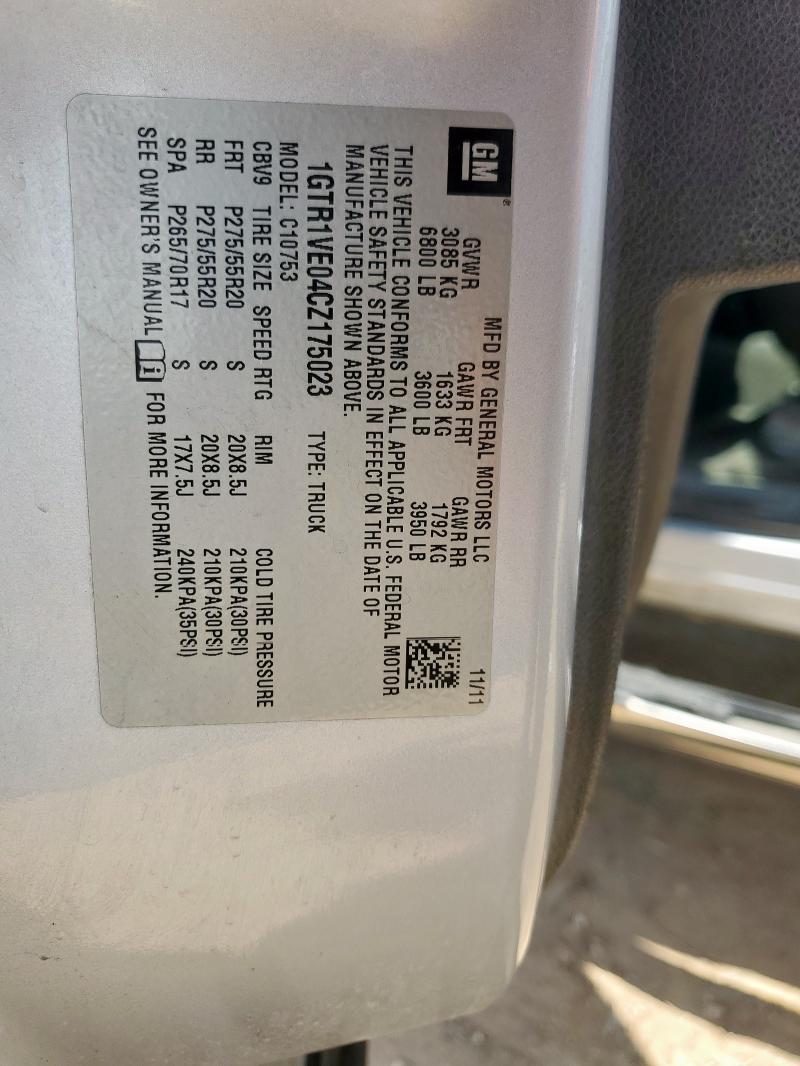 GM®
MFD BY GENERAL MOTORS LLC 11/11
GVWR GAWR FRT GAWR RR
3085 KG 1633 KG 1792 KG
6800 LB 3600 LB 3950 LB
THIS VEHICLE CONFORMS TO ALL APPLICABLE U.S. FEDERAL MOTOR
VEHICLE SAFETY STANDARDS IN EFFECT ON THE DATE OF
MANUFACTURE SHOWN ABOVE.
1GTR1VE04CZ175023 TYPE: TRUCK
MODEL: C10753
CBV9 TIRE SIZE SPEED RTG RIM COLD TIRE PRESSURE
FRT P275/55R20 S 20X8.5J 210KPA(30PSI)
RR P275/55R20 S 20X8.5J 210KPA(30PSI)
SPA P265/70R17 S 17X7.5J 240KPA(35PSI)
SEE OWNER'S MANUAL i FOR MORE INFORMATION.